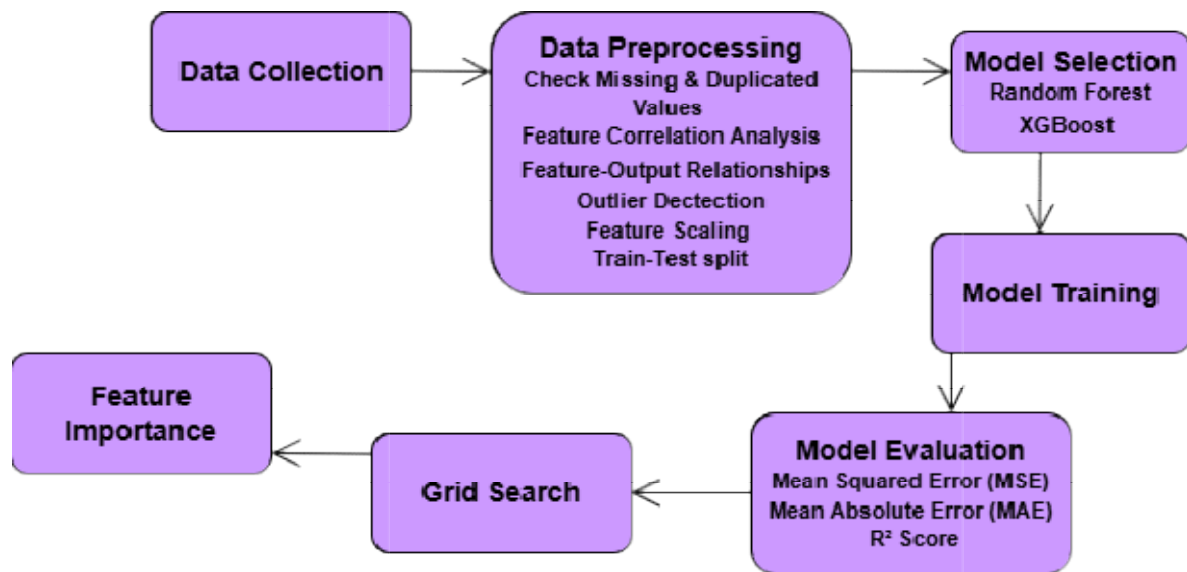 Data Collection
Data Preprocessing
Check Missing & Duplicated
Values
Feature Correlation Analysis
Feature-Output Relationships
Outlier Dectection
Feature Scaling
Train-Test split
Model Selection
Random Forest
XGBoost
Model Training
Model Evaluation
Mean Squared Error (MSE)
Mean Absolute Error (MAE)
R² Score
Grid Search
Feature
Importance